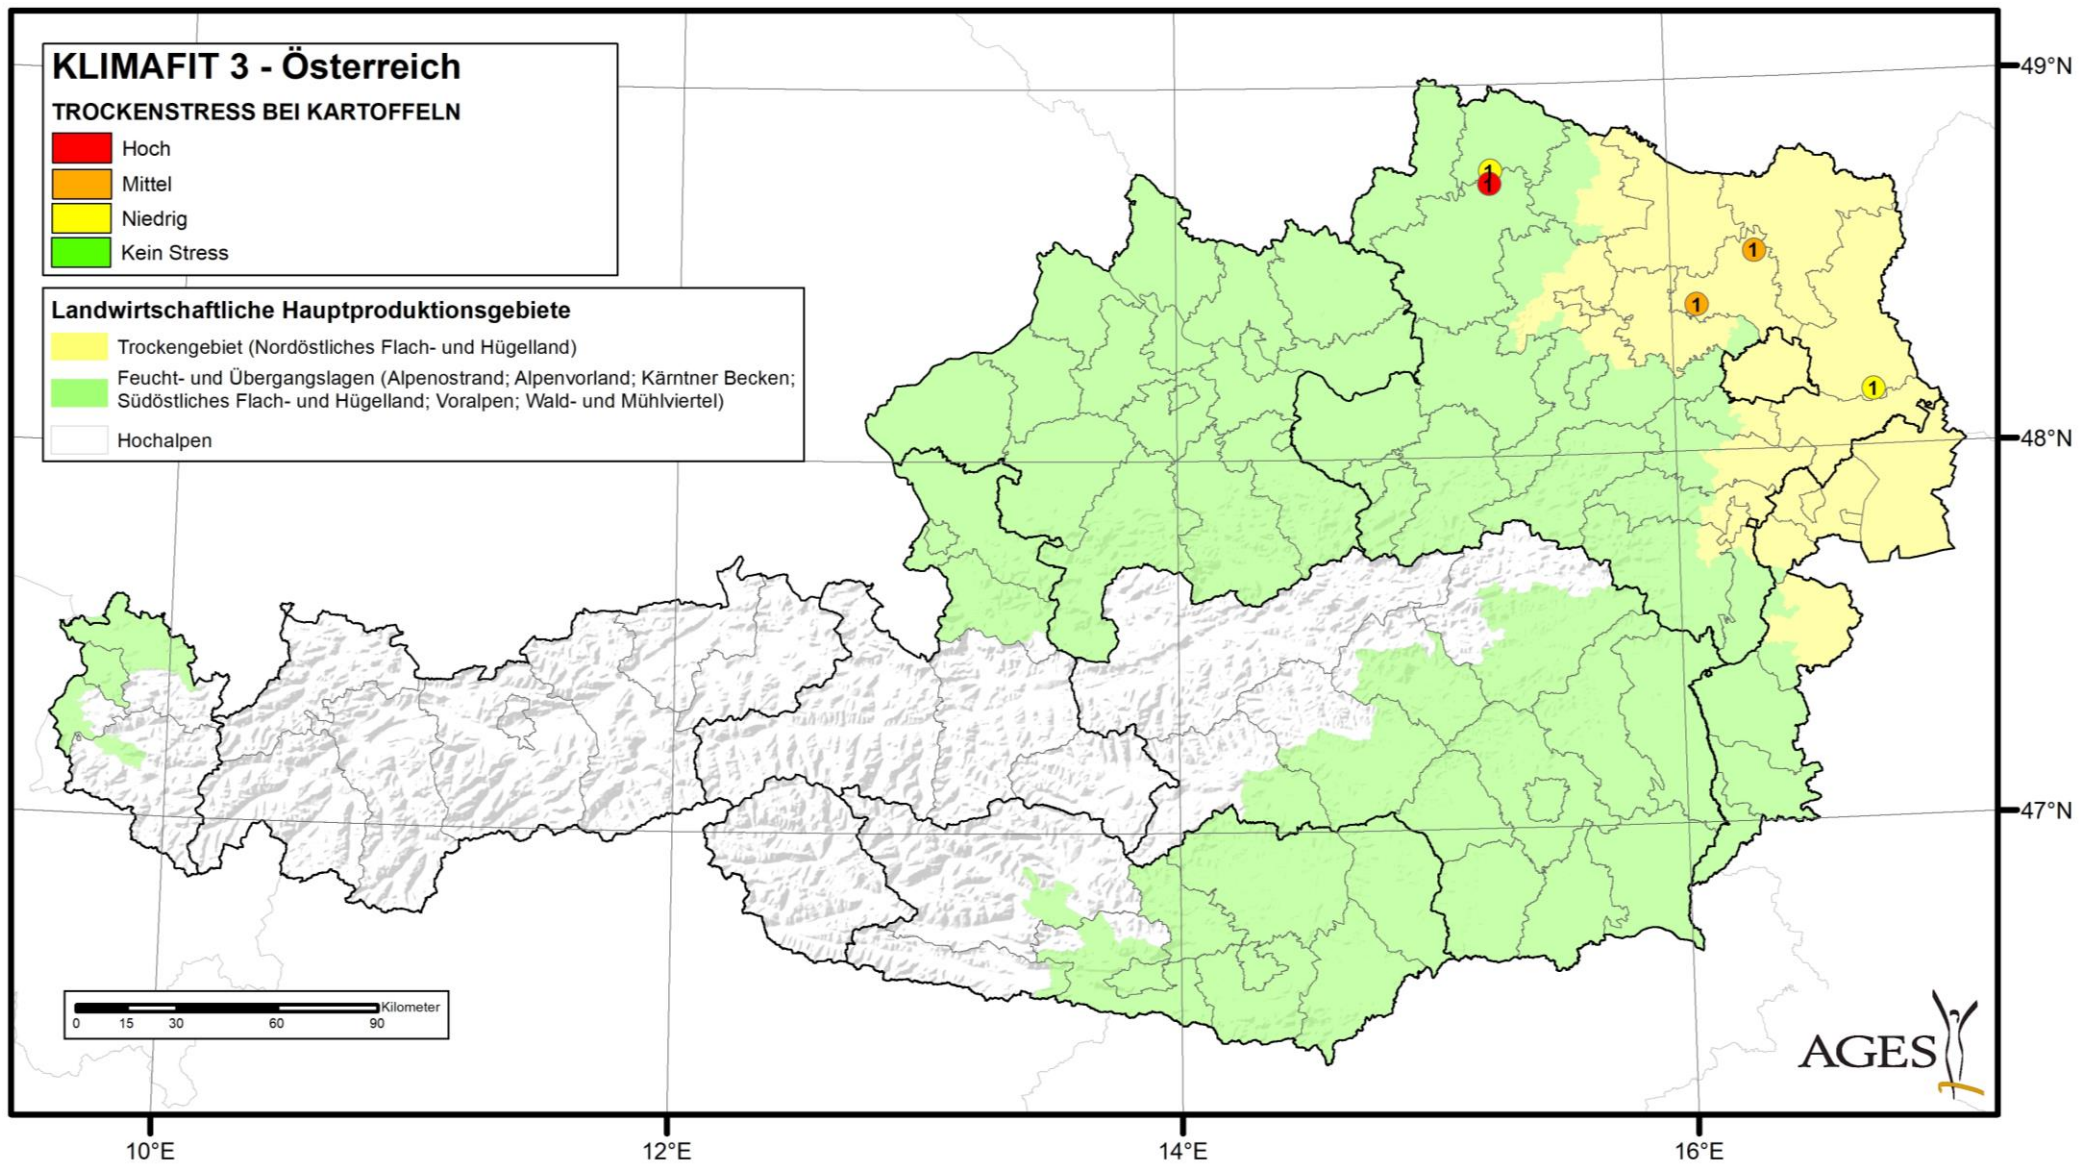 KLIMAFIT 3 - Österreich
TROCKENSTRESS BEI KARTOFFELN
Hoch
Mittel
Niedrig
Kein Stress
Landwirtschaftliche Hauptproduktionsgebiete
Trockengebiet (Nordöstliches Flach- und Hügelland)
Feucht- und Übergangslagen (Alpenostrand; Alpenvorland; Kärntner Becken;
Südöstliches Flach- und Hügelland; Voralpen; Wald- und Mühlviertel)
Hochalpen
49°N
1
1
1
1
1
48°N
47°N
Kilometer
0 15 30 60 90
AGES
10°E 12°E 14°E 16°E